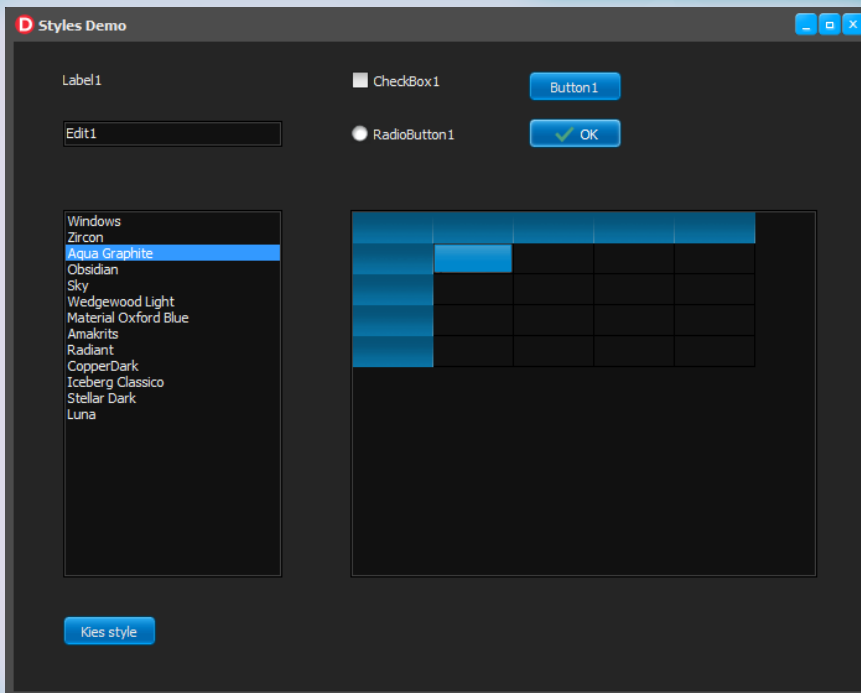 D Styles Demo
Label1
CheckBox1
Button1
Edit1
RadioButton1
OK
Windows
Zircon
Aqua Graphite
Obsidian
Sky
Wedgewood Light
Material Oxford Blue
Amakrits
Radiant
CopperDark
Iceberg Classico
Stellar Dark
Luna
Kies style